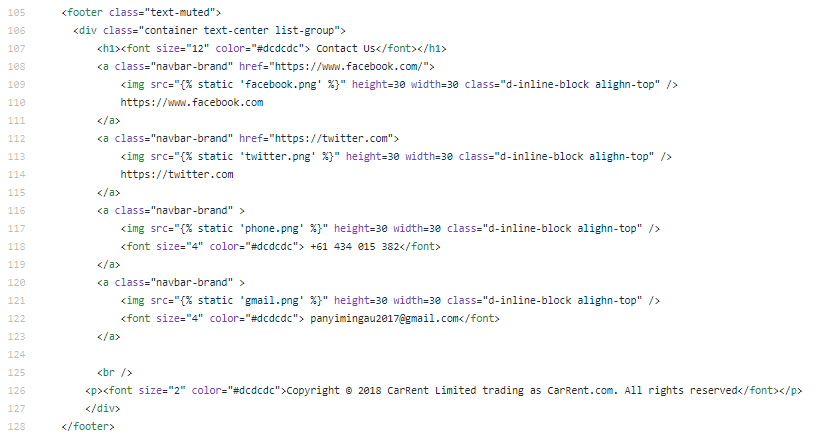 105 <footer class="text-muted">
106 <div class="container text-center list-group">
107 <h1><font size="12" color="#dcdcdc"> Contact Us</font></h1>
108 <a class="navbar-brand" href="https://www.facebook.com/">
109 <img src="{% static 'facebook.png' %}" height=30 width=30 class="d-inline-block alighn-top" />
110 https://www.facebook.com
111 </a>
112 <a class="navbar-brand" href="https://twitter.com">
113 <img src="{% static 'twitter.png' %}" height=30 width=30 class="d-inline-block alighn-top" />
114 https://twitter.com
115 </a>
116 <a class="navbar-brand" >
117 <img src="{% static 'phone.png' %}" height=30 width=30 class="d-inline-block alighn-top" />
118 <font size="4" color="#dcdcdc"> +61 434 015 382</font>
119 </a>
120 <a class="navbar-brand" >
121 <img src="{% static 'gmail.png' %}" height=30 width=30 class="d-inline-block alighn-top" />
122 <font size="4" color="#dcdcdc"> panyimingau2017@gmail.com</font>
123 </a>
124
125 <br />
126 <p><font size="2" color="#dcdcdc">Copyright © 2018 CarRent Limited trading as CarRent.com. All rights reserved</font></p>
127 </div>
128 </footer>